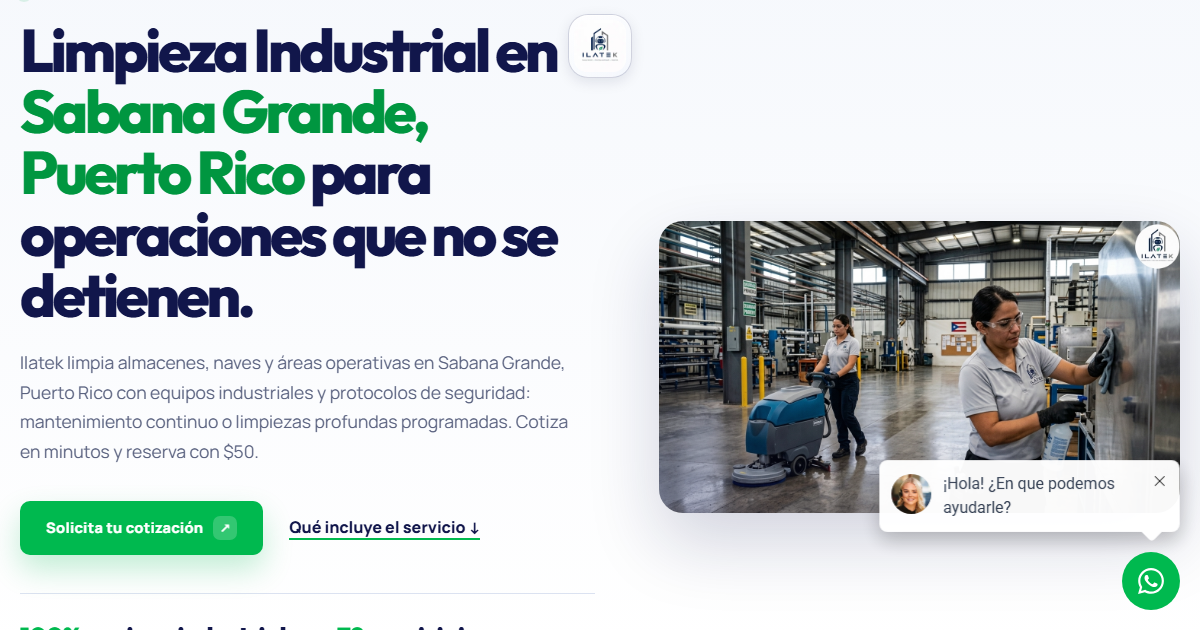 Limpieza Industrial en
ILATEK
Sabana Grande,
Puerto Rico para
operaciones que no se
detienen.
Ilatek limpia almacenes, naves y áreas operativas en Sabana Grande,
Puerto Rico con equipos industriales y protocolos de seguridad:
mantenimiento continuo o limpiezas profundas programadas. Cotiza
en minutos y reserva con $50.
Solicita tu cotización ↗
Qué incluye el servicio ↓
ILATEK
¡Hola! ¿En que podemos
ayudarle?